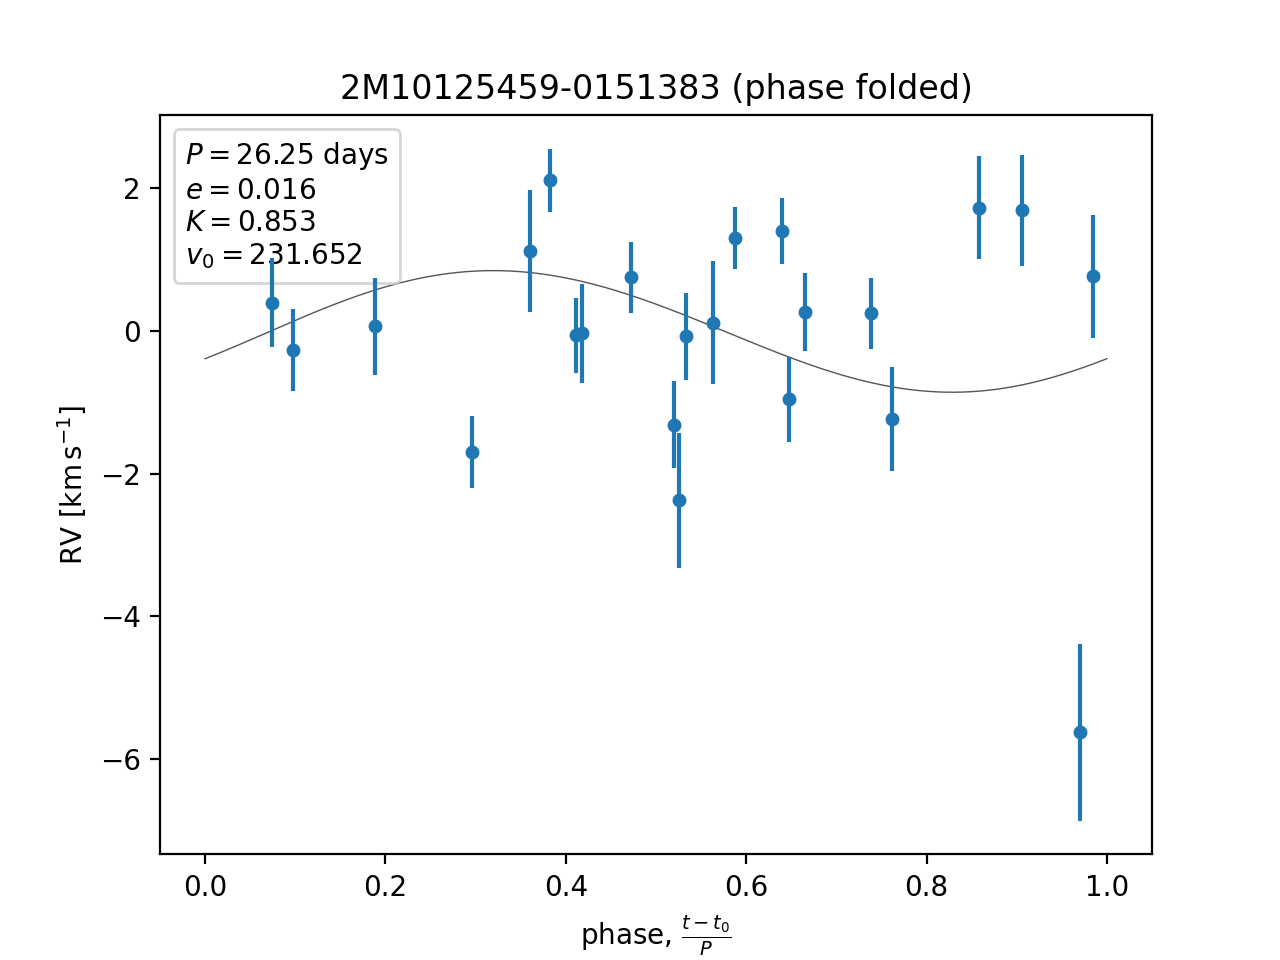 2M10125459-0151383 (phase folded)
P = 26.25 days
e = 0.016
K = 0.853
v₀ = 231.652
2
0
−2
−4
−6
RV [km s⁻¹]
0.0 0.2 0.4 0.6 0.8 1.0
phase, (t − t₀)/P